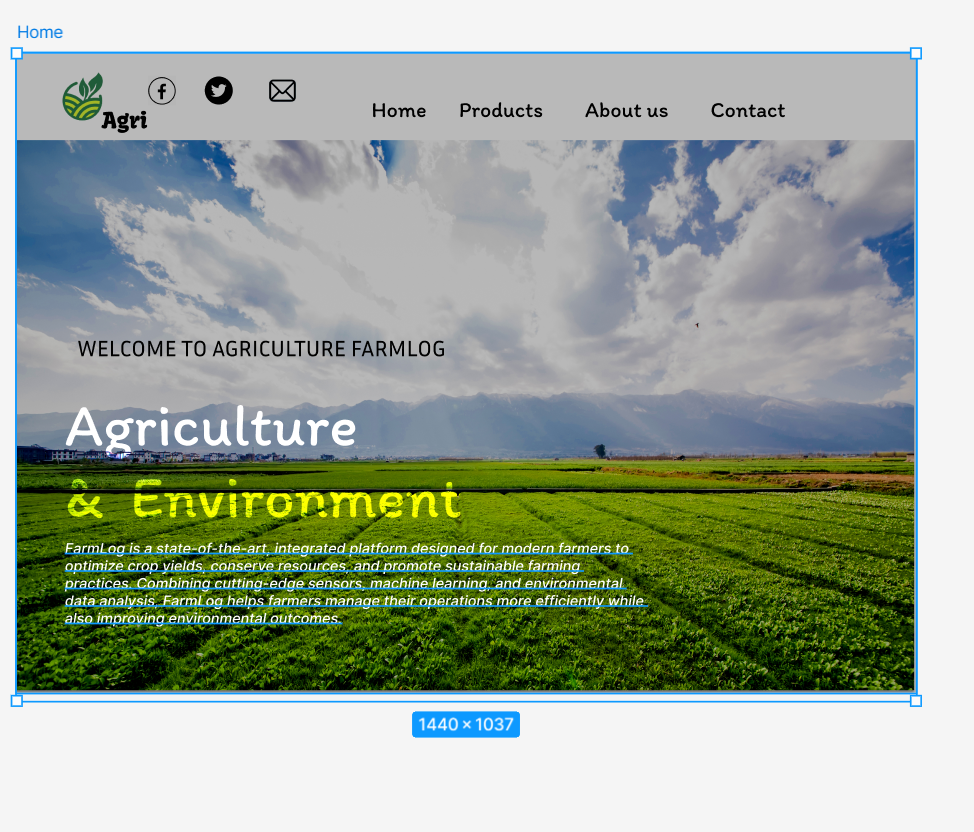 Home
Agri
Home Products About us Contact
WELCOME TO AGRICULTURE FARMLOG
Agriculture
& Environment
FarmLog is a state-of-the-art, integrated platform designed for modern farmers to
optimize crop yields, conserve resources, and promote sustainable farming
practices. Combining cutting-edge sensors, machine learning, and environmental
data analysis, FarmLog helps farmers manage their operations more efficiently while
also improving environmental outcomes.
1440 × 1037